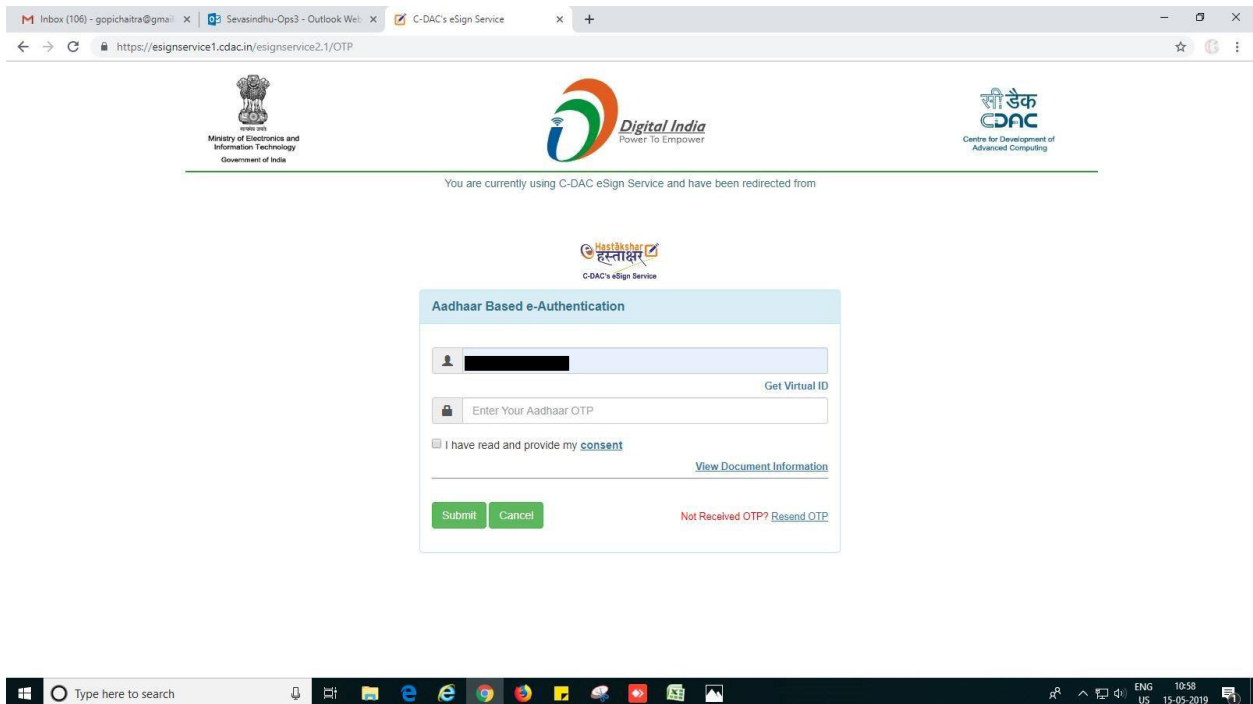 Inbox (106) - gopichaitra@gmail
Sevasindhu-Ops3 - Outlook Web
C-DAC's eSign Service
https://esignservice1.cdac.in/esignservice2.1/OTP
सत्यमेव जयते
Ministry of Electronics and
Information Technology
Government of India
Digital India
Power To Empower
सी डैक
CDAC
Centre for Development of
Advanced Computing
You are currently using C-DAC eSign Service and have been redirected from
Hastākshar
हस्ताक्षर
C-DAC's eSign Service
Aadhaar Based e-Authentication
Get Virtual ID
Enter Your Aadhaar OTP
I have read and provide my consent
View Document Information
Submit Cancel Not Received OTP? Resend OTP
Type here to search
ENG 10:58
US 15-05-2019